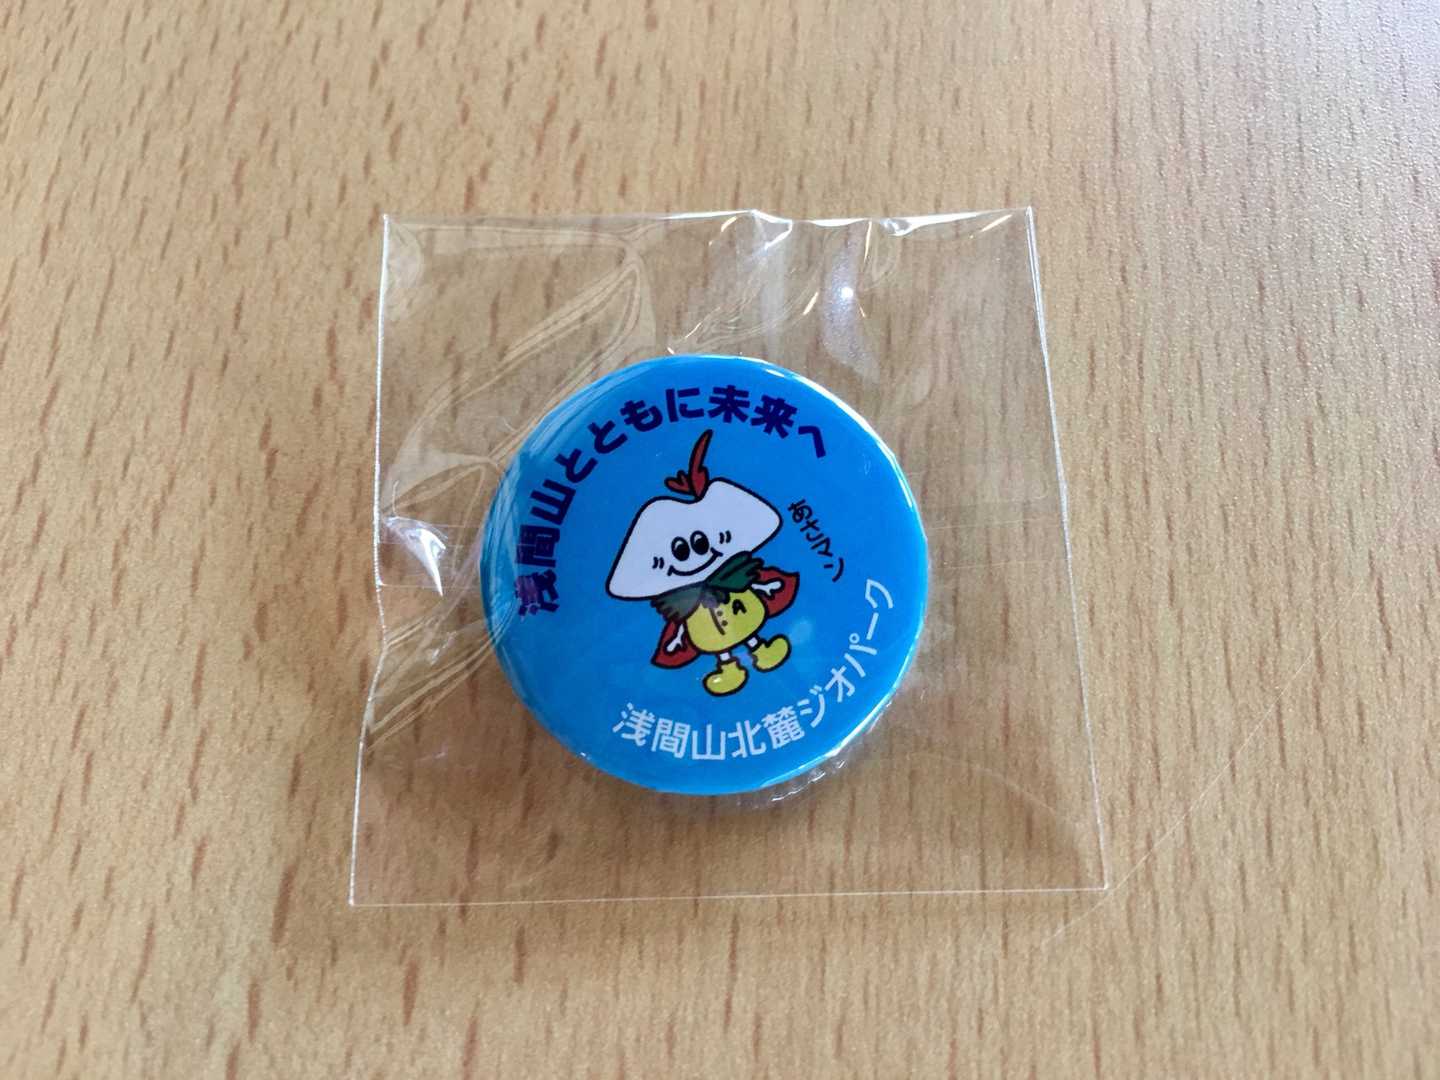 浅間山とともに未来へ
あさマン
A
浅間山北麓ジオパーク